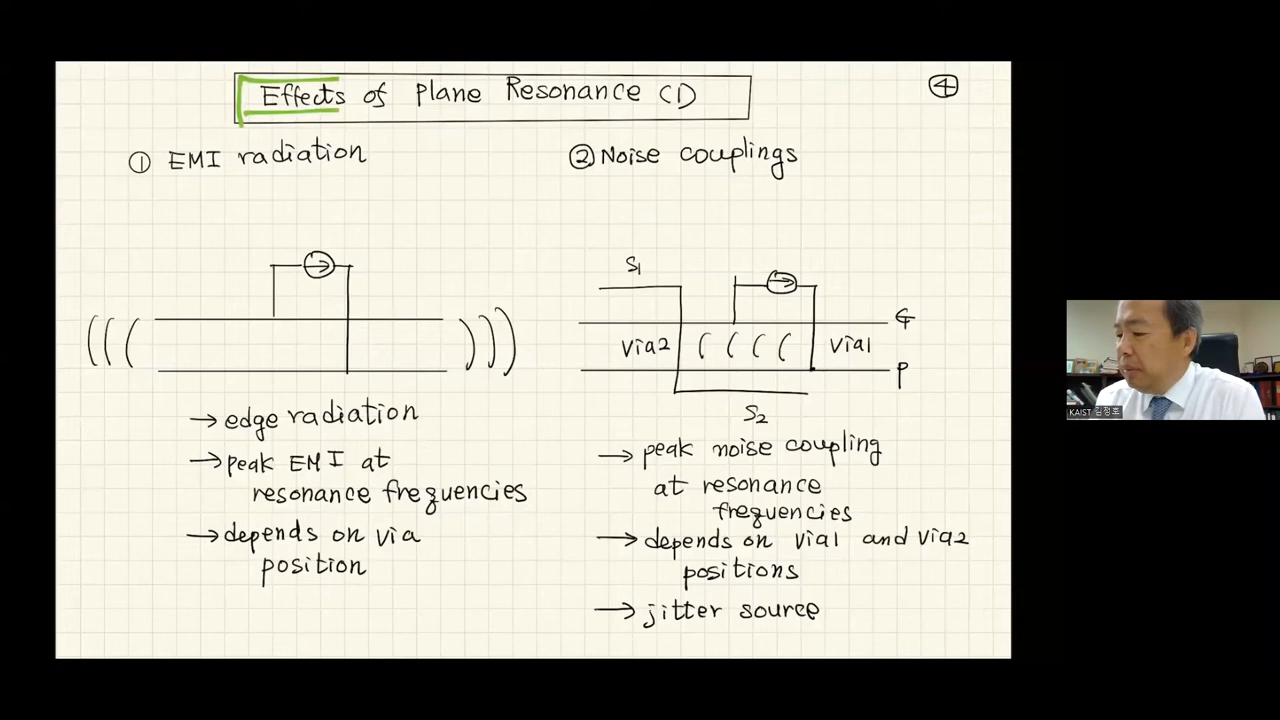 Effects of Plane Resonance (1)
④
① EMI radiation
→ edge radiation
→ peak EMI at
resonance frequencies
→ depends on via
position
② Noise couplings
S1
G
via2
via1
P
S2
→ peak noise coupling
at resonance
frequencies
→ depends on via1 and via2
positions
→ jitter source
KAIST 김정호